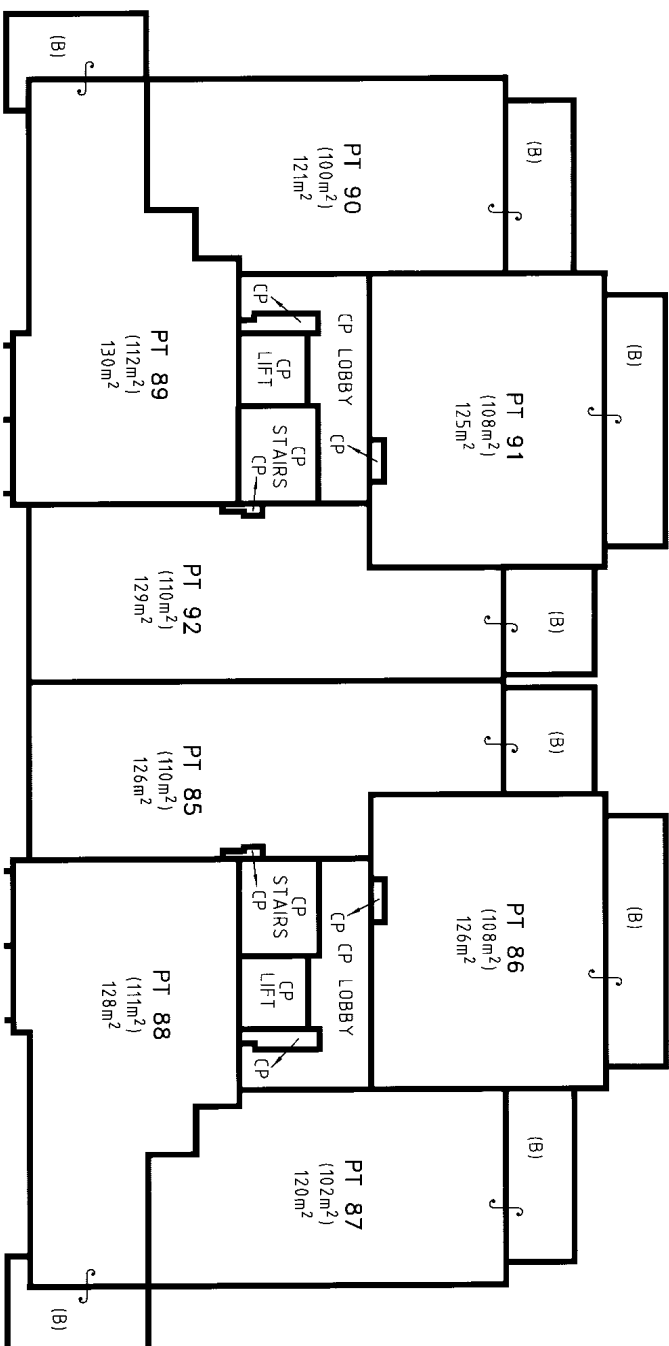 (B)
(B)
PT 90
(100m²)
121m²
(B)
PT 91
(108m²)
125m²
CP LOBBY
CP
CP
LIFT
CP
STAIRS
CP
CP
PT 89
(112m²)
130m²
(B)
PT 92
(110m²)
129m²
(B)
PT 85
(110m²)
126m²
(B)
PT 86
(108m²)
126m²
CP
CP
CP LOBBY
CP
STAIRS
CP
LIFT
CP
PT 88
(111m²)
128m²
(B)
PT 87
(102m²)
120m²
(B)